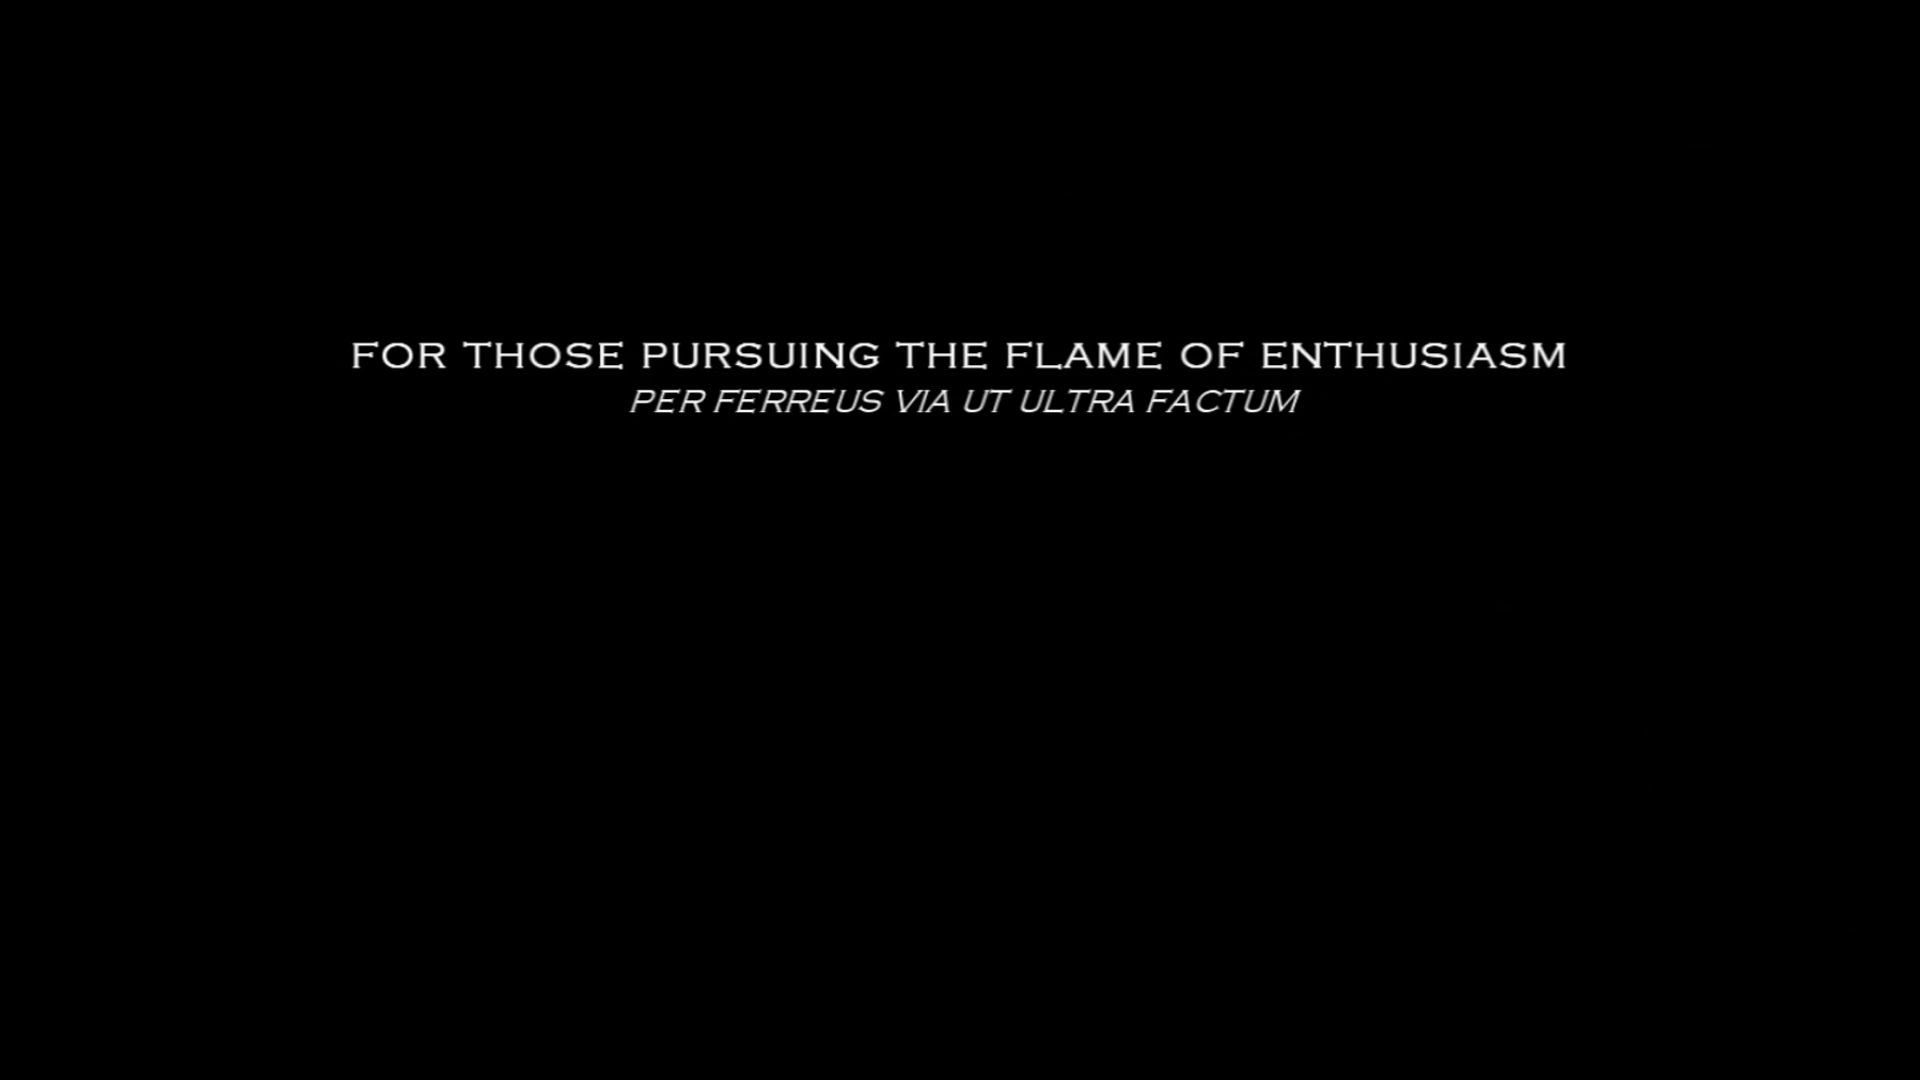 FOR THOSE PURSUING THE FLAME OF ENTHUSIASM
PER FERREUS VIA UT ULTRA FACTUM